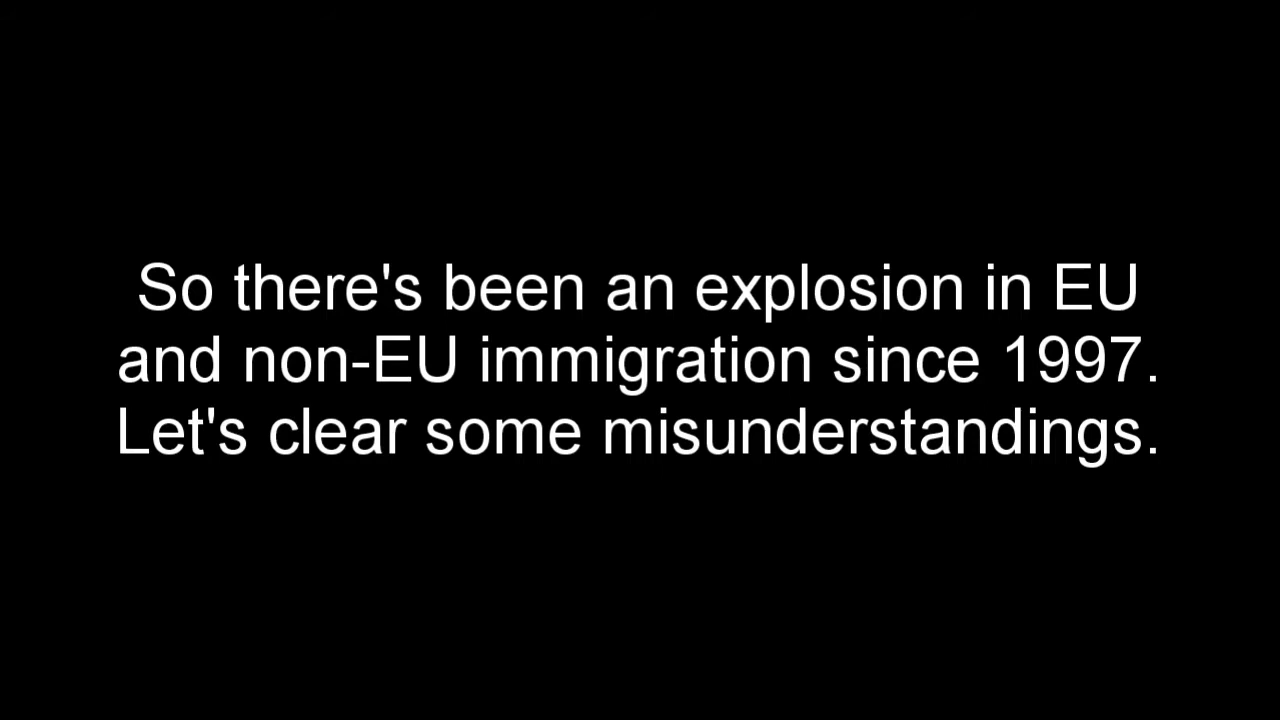 So there's been an explosion in EU
and non-EU immigration since 1997.
Let's clear some misunderstandings.